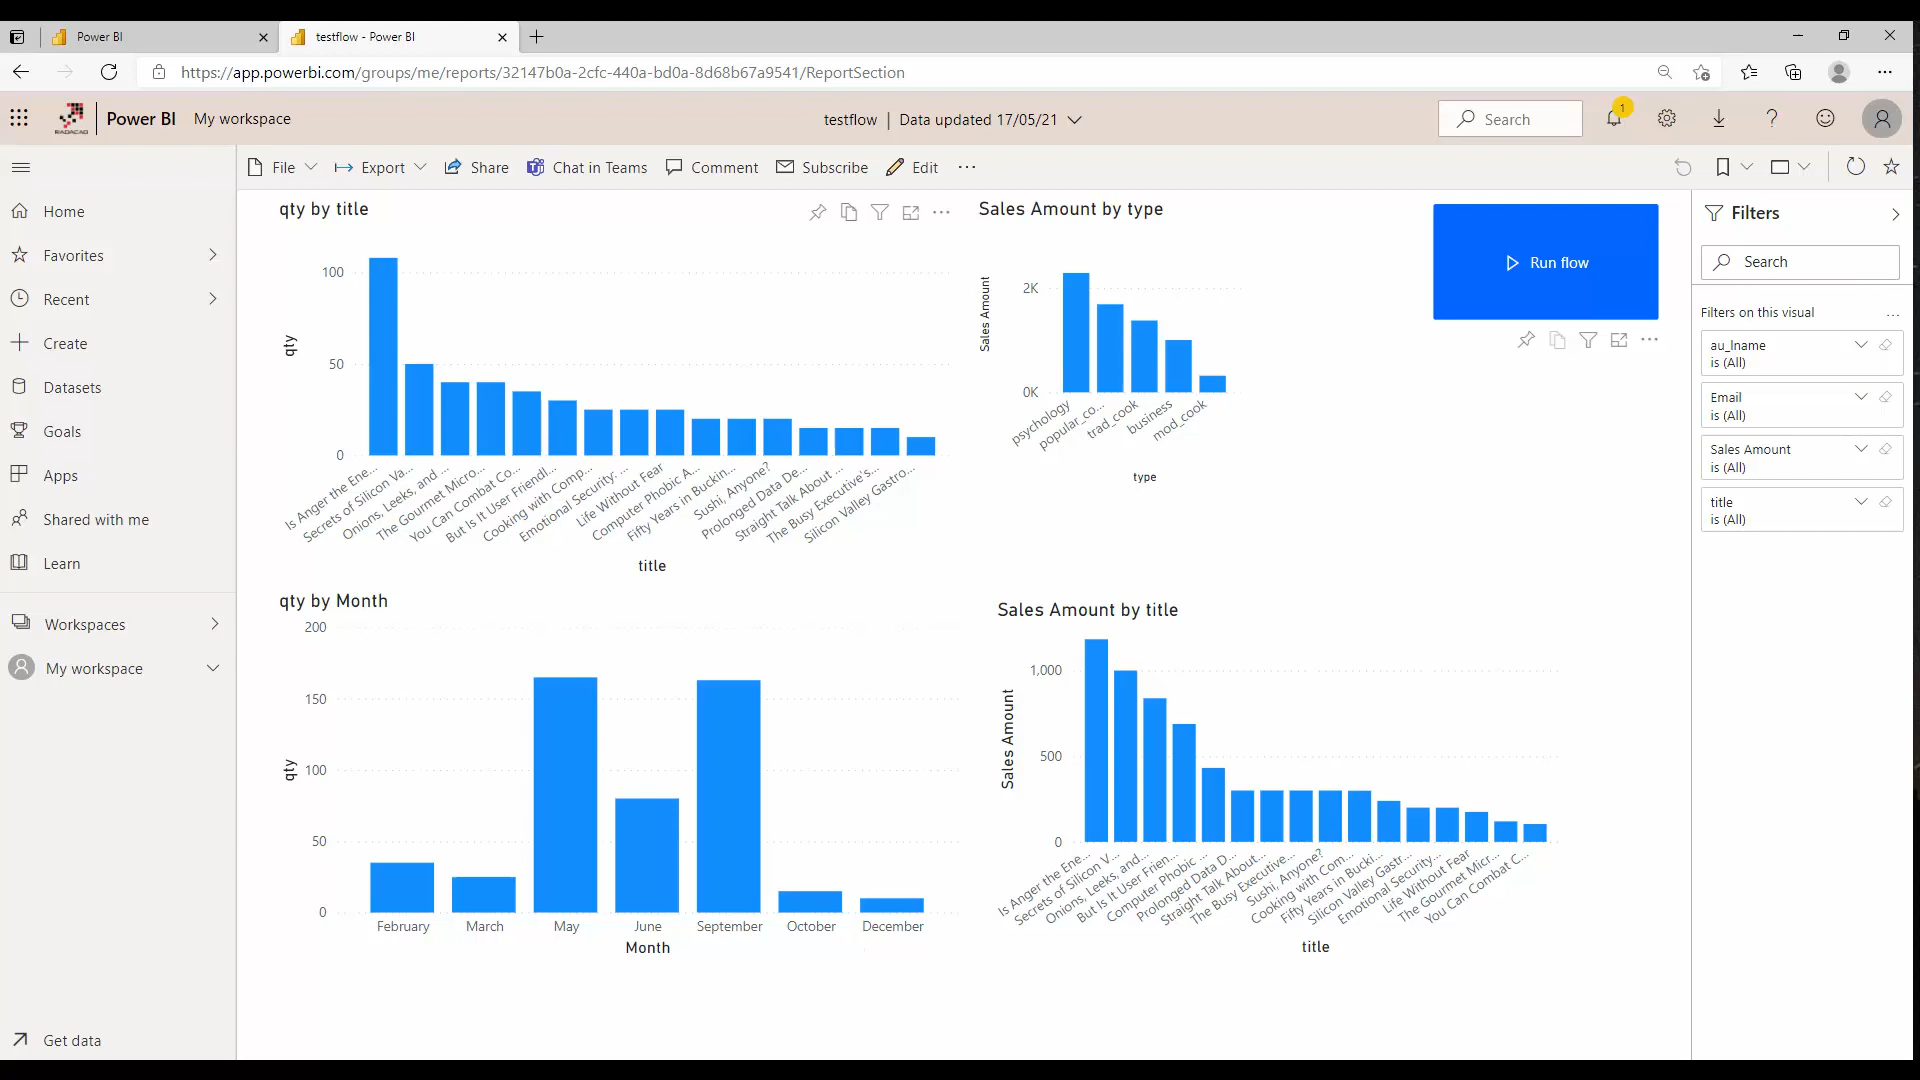 Power BI
testflow - Power BI
https://app.powerbi.com/groups/me/reports/32147b0a-2cfc-440a-bd0a-8d68b67a9541/ReportSection
RADACAD
Power BI
My workspace
testflow | Data updated 17/05/21
Search
1
File
Export
Share
Chat in Teams
Comment
Subscribe
Edit
Home
Favorites
Recent
Create
Datasets
Goals
Apps
Shared with me
Learn
Workspaces
My workspace
Get data
qty by title
qty
100
50
0
Is Anger the Ene...
Secrets of Silicon Va...
Onions, Leeks, and ...
The Gourmet Micro...
You Can Combat Co...
But Is It User Friendl...
Cooking with Comp...
Emotional Security: ...
Life Without Fear
Computer Phobic A...
Fifty Years in Buckin...
Sushi, Anyone?
Prolonged Data De...
Straight Talk About ...
The Busy Executive's...
Silicon Valley Gastro...
title
Sales Amount by type
Sales Amount
2K
0K
psychology
popular_co...
trad_cook
business
mod_cook
type
Run flow
qty by Month
qty
200
150
100
50
0
February
March
May
June
September
October
December
Month
Sales Amount by title
Sales Amount
1,000
500
0
Is Anger the Ene...
Secrets of Silicon V...
Onions, Leeks, and...
But Is It User Frien...
Computer Phobic ...
Prolonged Data D...
Straight Talk About...
The Busy Executive...
Sushi, Anyone?
Cooking with Com...
Fifty Years in Bucki...
Silicon Valley Gastr...
Emotional Security...
Life Without Fear
The Gourmet Micr...
You Can Combat C...
title
Filters
Search
Filters on this visual
au_lname
is (All)
Email
is (All)
Sales Amount
is (All)
title
is (All)